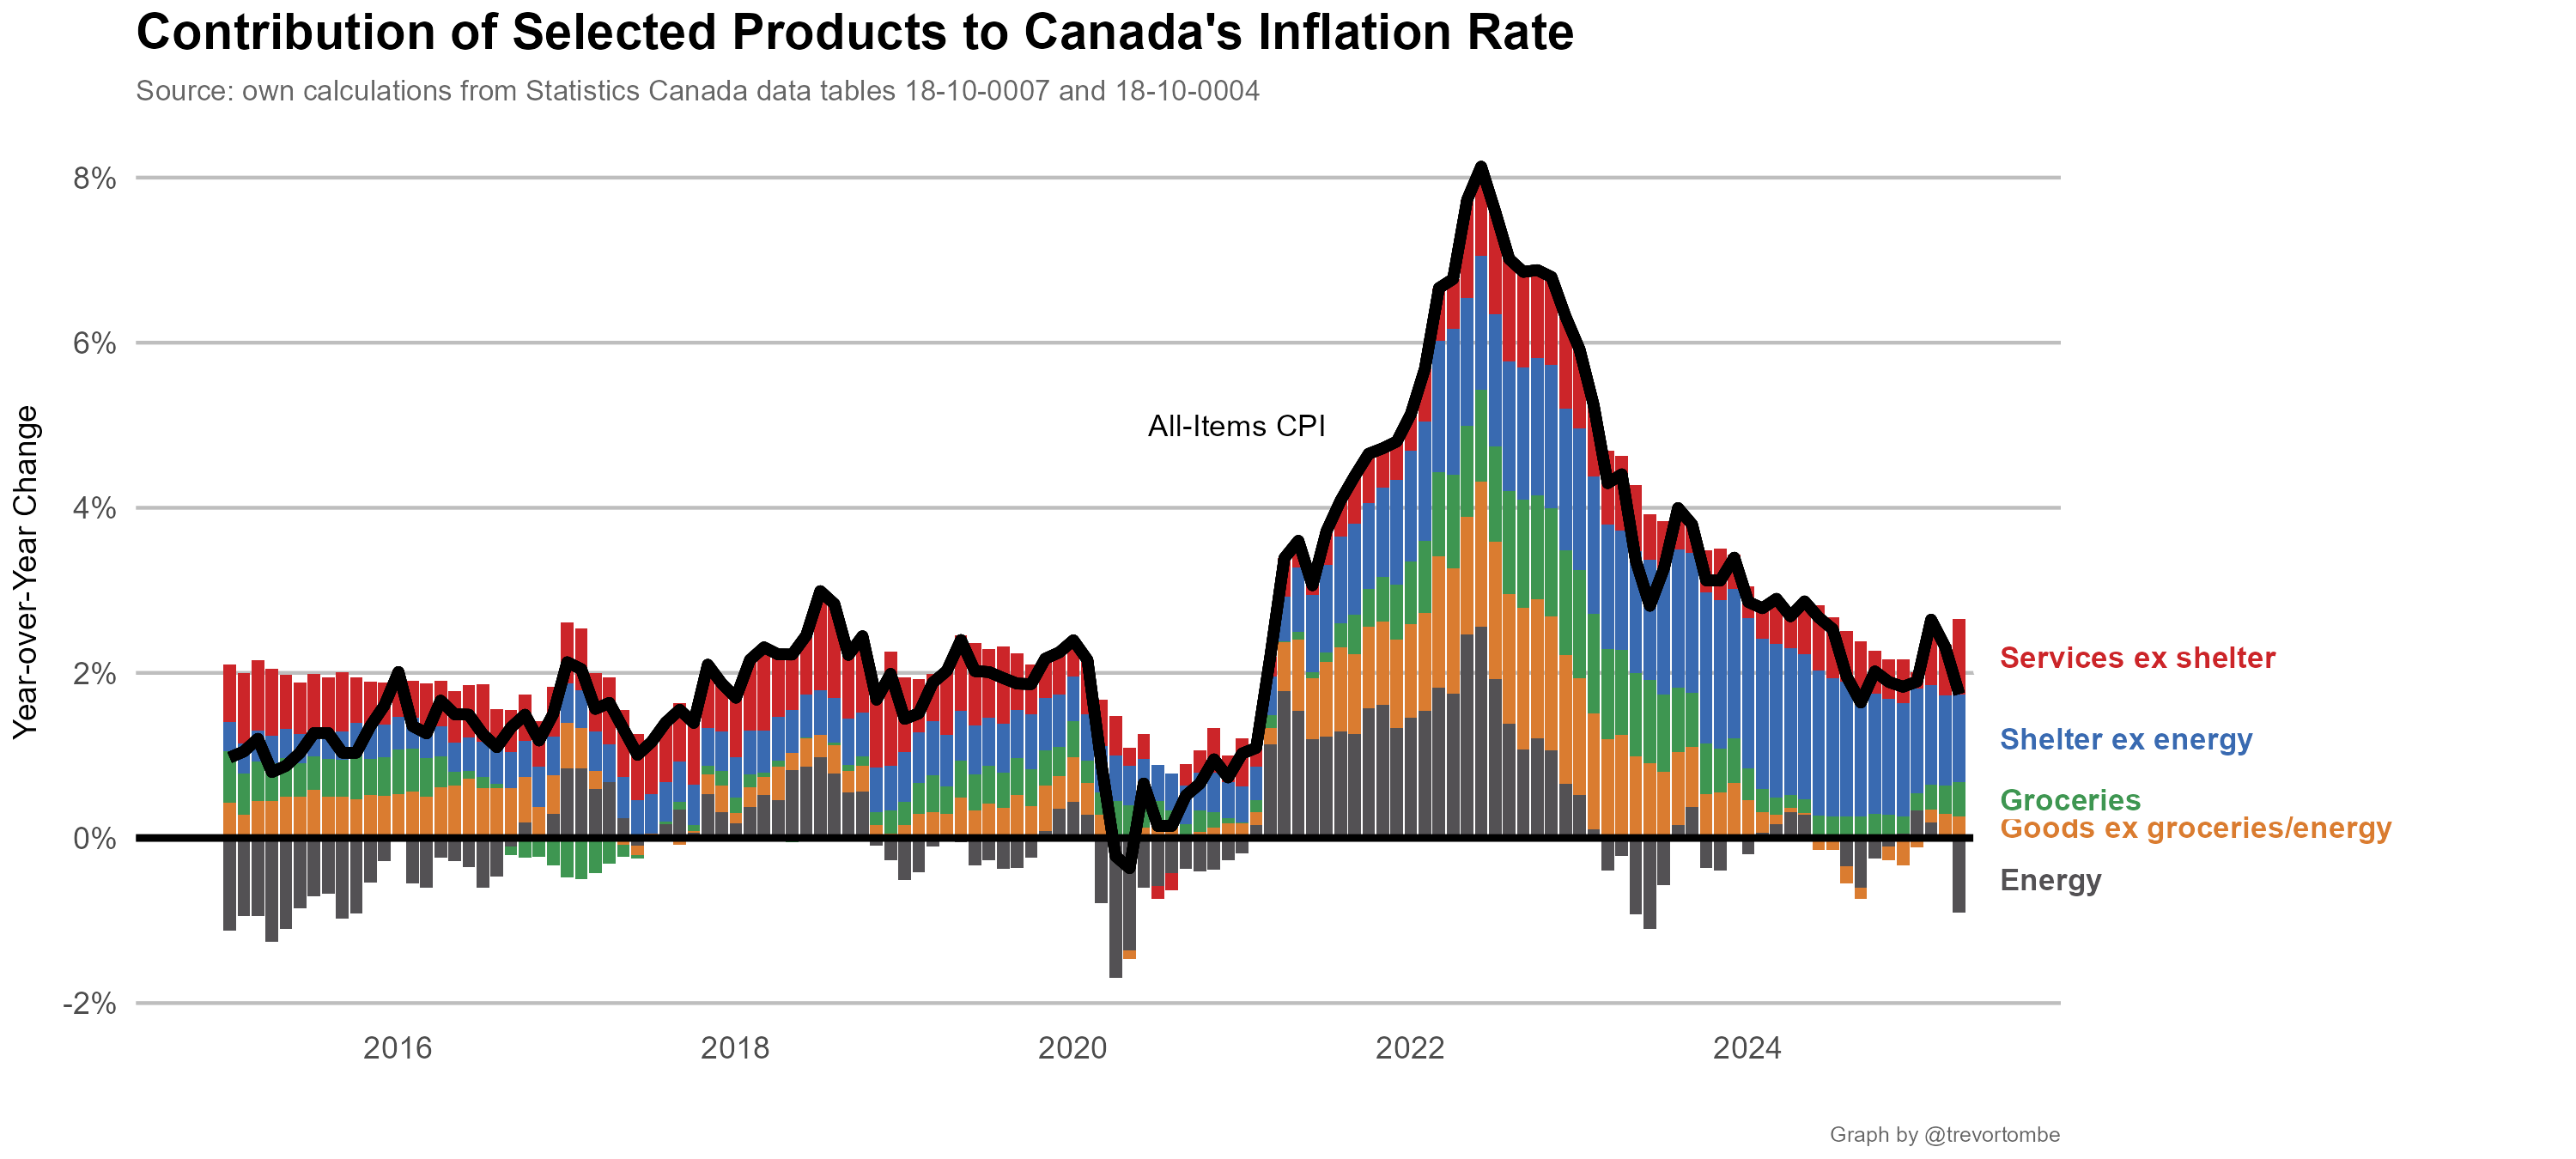 Contribution of Selected Products to Canada's Inflation Rate
Source: own calculations from Statistics Canada data tables 18-10-0007 and 18-10-0004
Year-over-Year Change
8%
6%
4%
2%
0%
-2%
All-Items CPI
Services ex shelter
Shelter ex energy
Groceries
Goods ex groceries/energy
Energy
2016
2018
2020
2022
2024
Graph by @trevortombe